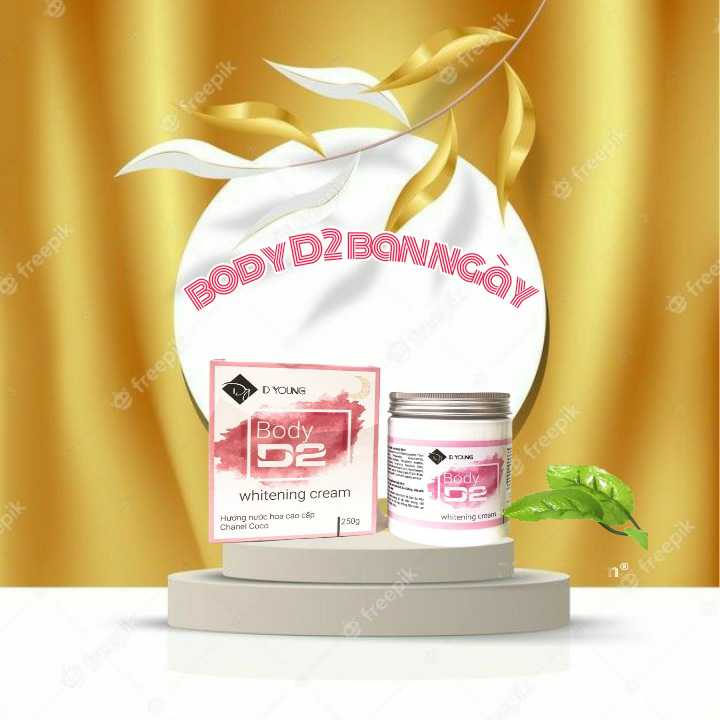 BODY D2 BAN NGÀY
D YOUNG
Body
D2
whitening cream
Hương nước hoa cao cấp
Chanel Coco
250g
D YOUNG
Body
D2
whitening cream
freepik